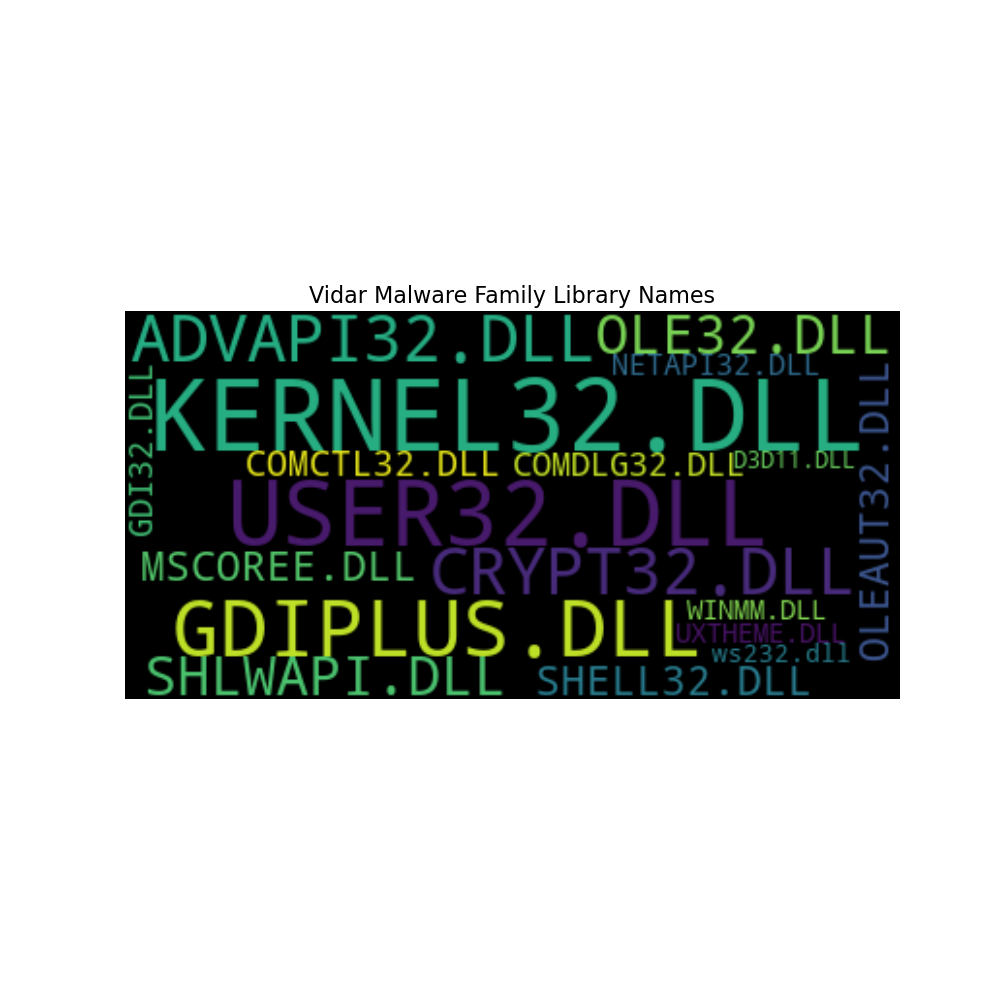 Vidar Malware Family Library Names
ADVAPI32.DLL
OLE32.DLL
NETAPI32.DLL
GDI32.DLL
KERNEL32.DLL
OLEAUT32.DLL
COMCTL32.DLL
COMDLG32.DLL
D3D11.DLL
USER32.DLL
MSCOREE.DLL
CRYPT32.DLL
GDIPLUS.DLL
WINMM.DLL
UXTHEME.DLL
ws232.dll
SHLWAPI.DLL
SHELL32.DLL